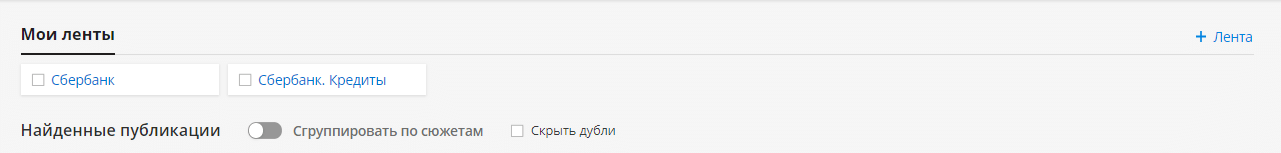 Мои ленты
+ Лента
Сбербанк
Сбербанк. Кредиты
Найденные публикации
Сгруппировать по сюжетам
Скрыть дубли